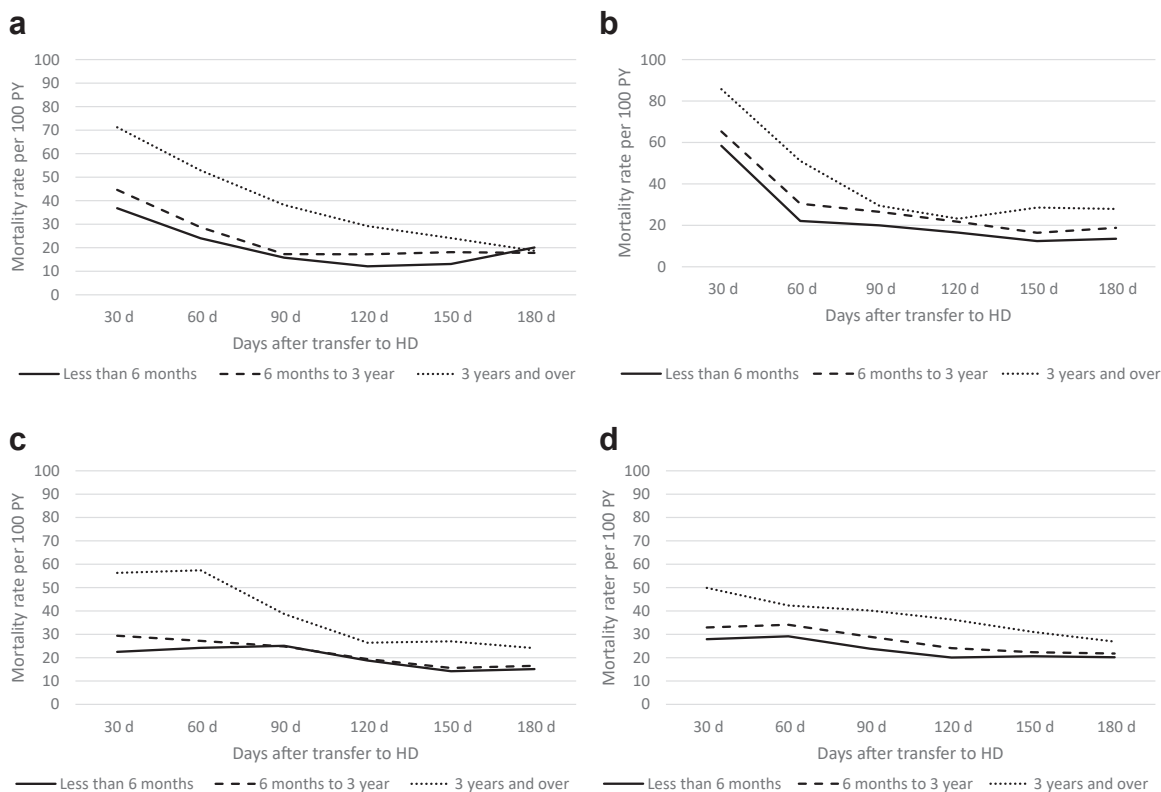 a
Mortality rate per 100 PY
100
90
80
70
60
50
40
30
20
10
0
30 d 60 d 90 d 120 d 150 d 180 d
Days after transfer to HD
Less than 6 months 6 months to 3 year 3 years and over
b
Mortality rate per 100 PY
100
80
60
40
20
0
30 d 60 d 90 d 120 d 150 d 180 d
Days after transfer to HD
Less than 6 months 6 months to 3 year 3 years and over
c
Mortality rate per 100 PY
100
90
80
70
60
50
40
30
20
10
0
30 d 60 d 90 d 120 d 150 d 180 d
Days after transfer to HD
Less than 6 months 6 months to 3 year 3 years and over
d
Mortality rater per 100 PY
100
90
80
70
60
50
40
30
20
10
0
30 d 60 d 90 d 120 d 150 d 180 d
Days after transfer to HD
Less than 6 months 6 months to 3 year 3 years and over